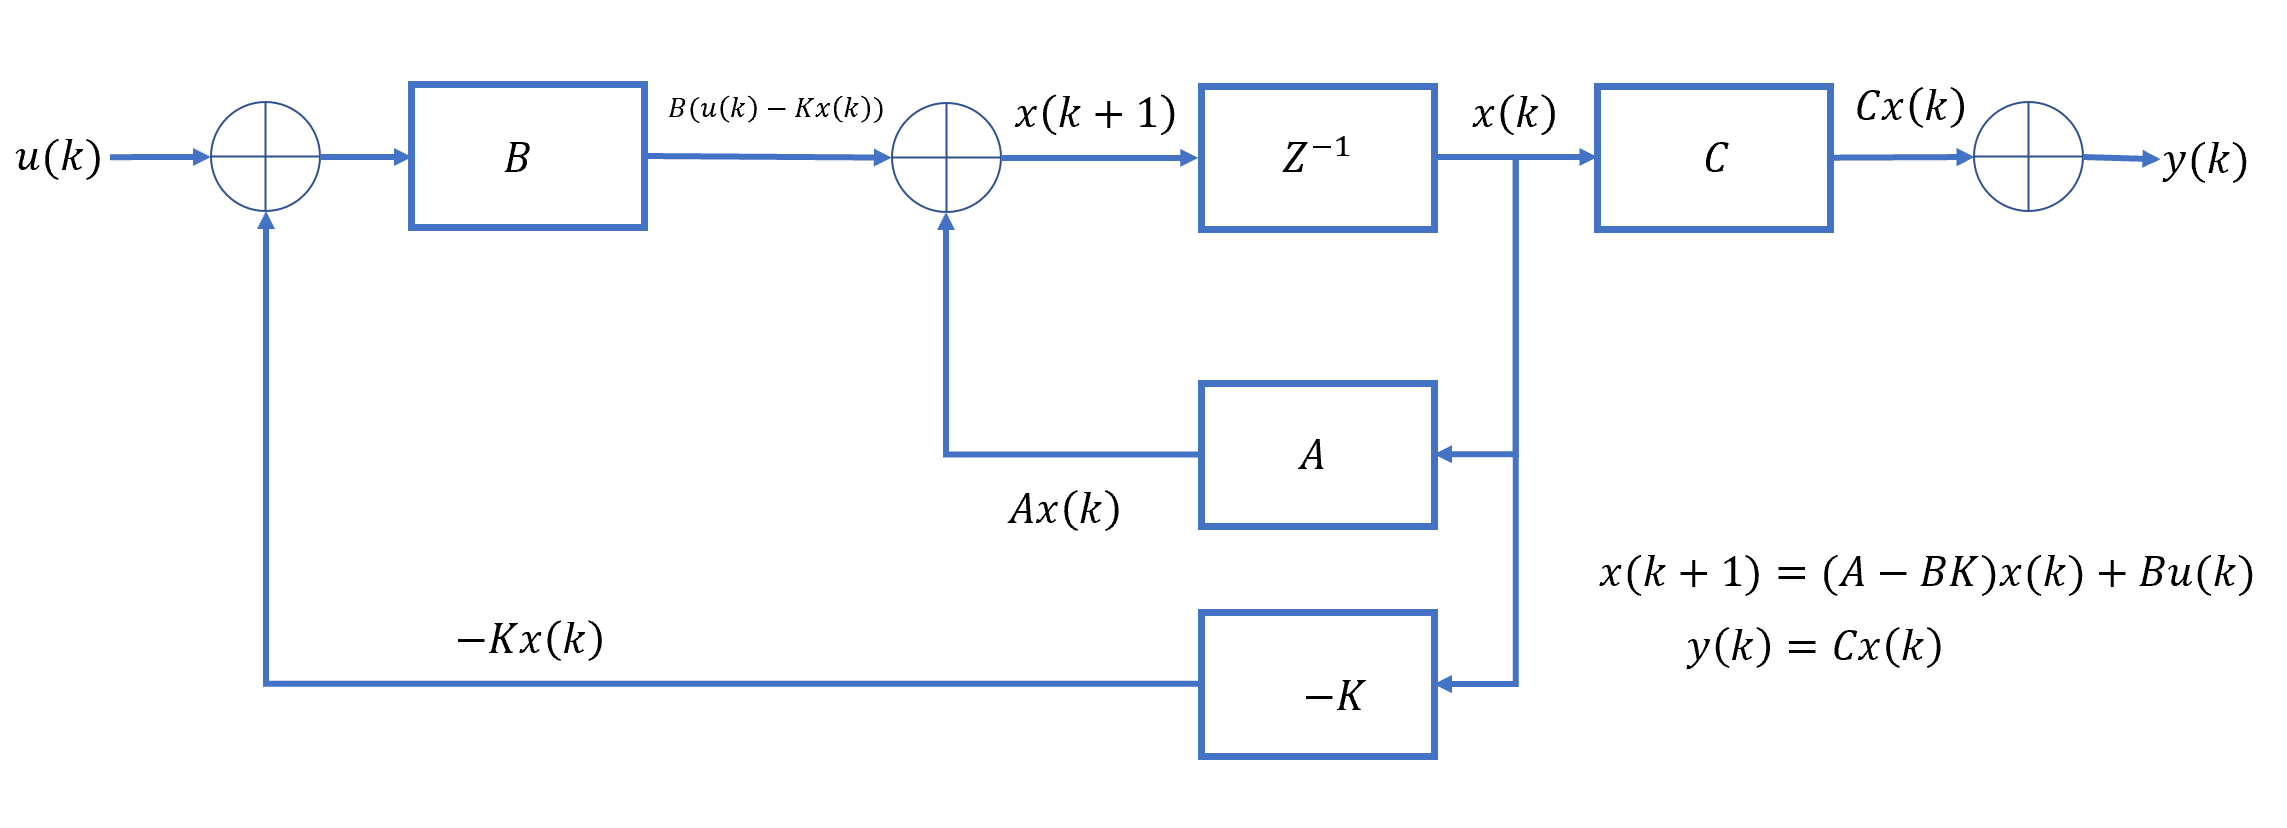 u(k)
B
B(u(k) − Kx(k))
x(k + 1)
Z⁻¹
x(k)
C
Cx(k)
y(k)
A
Ax(k)
x(k + 1) = (A − BK)x(k) + Bu(k)
−Kx(k)
y(k) = Cx(k)
−K